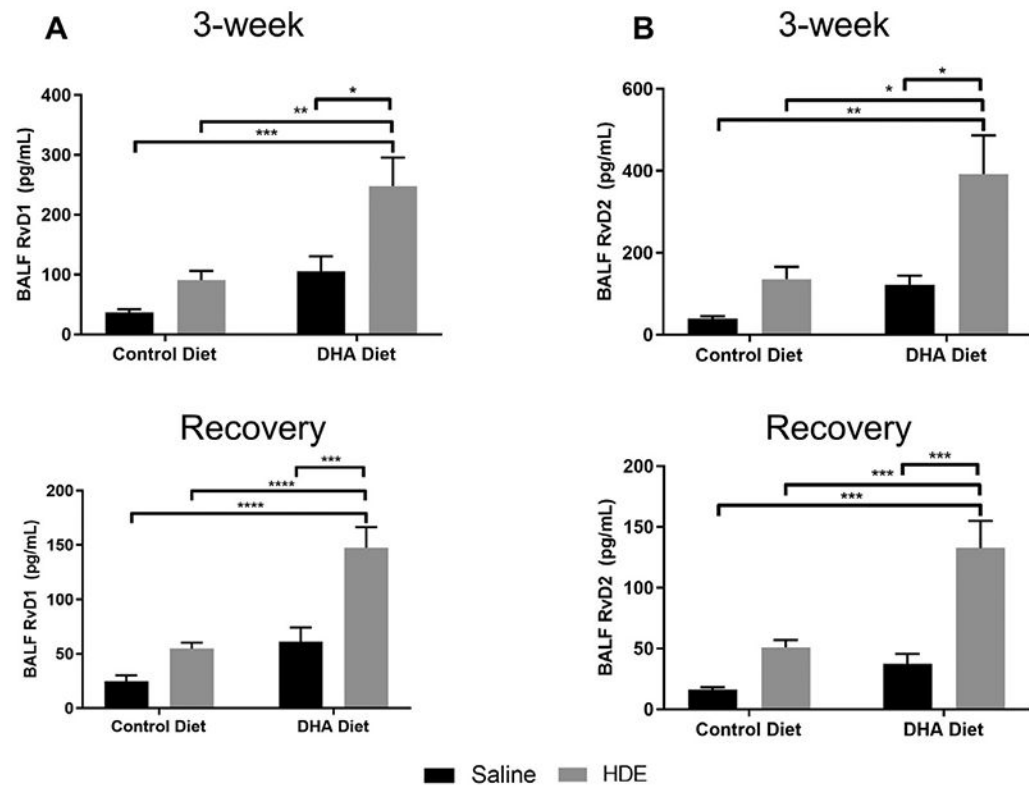 A
3-week
BALF RvD1 (pg/mL)
400
300
200
100
0
*
**
***
Control Diet
DHA Diet
B
3-week
BALF RvD2 (pg/mL)
600
400
200
0
*
*
**
Control Diet
DHA Diet
Recovery
BALF RvD1 (pg/mL)
200
150
100
50
0
***
****
****
Control Diet
DHA Diet
Recovery
BALF RvD2 (pg/mL)
200
150
100
50
0
***
***
***
Control Diet
DHA Diet
Saline
HDE